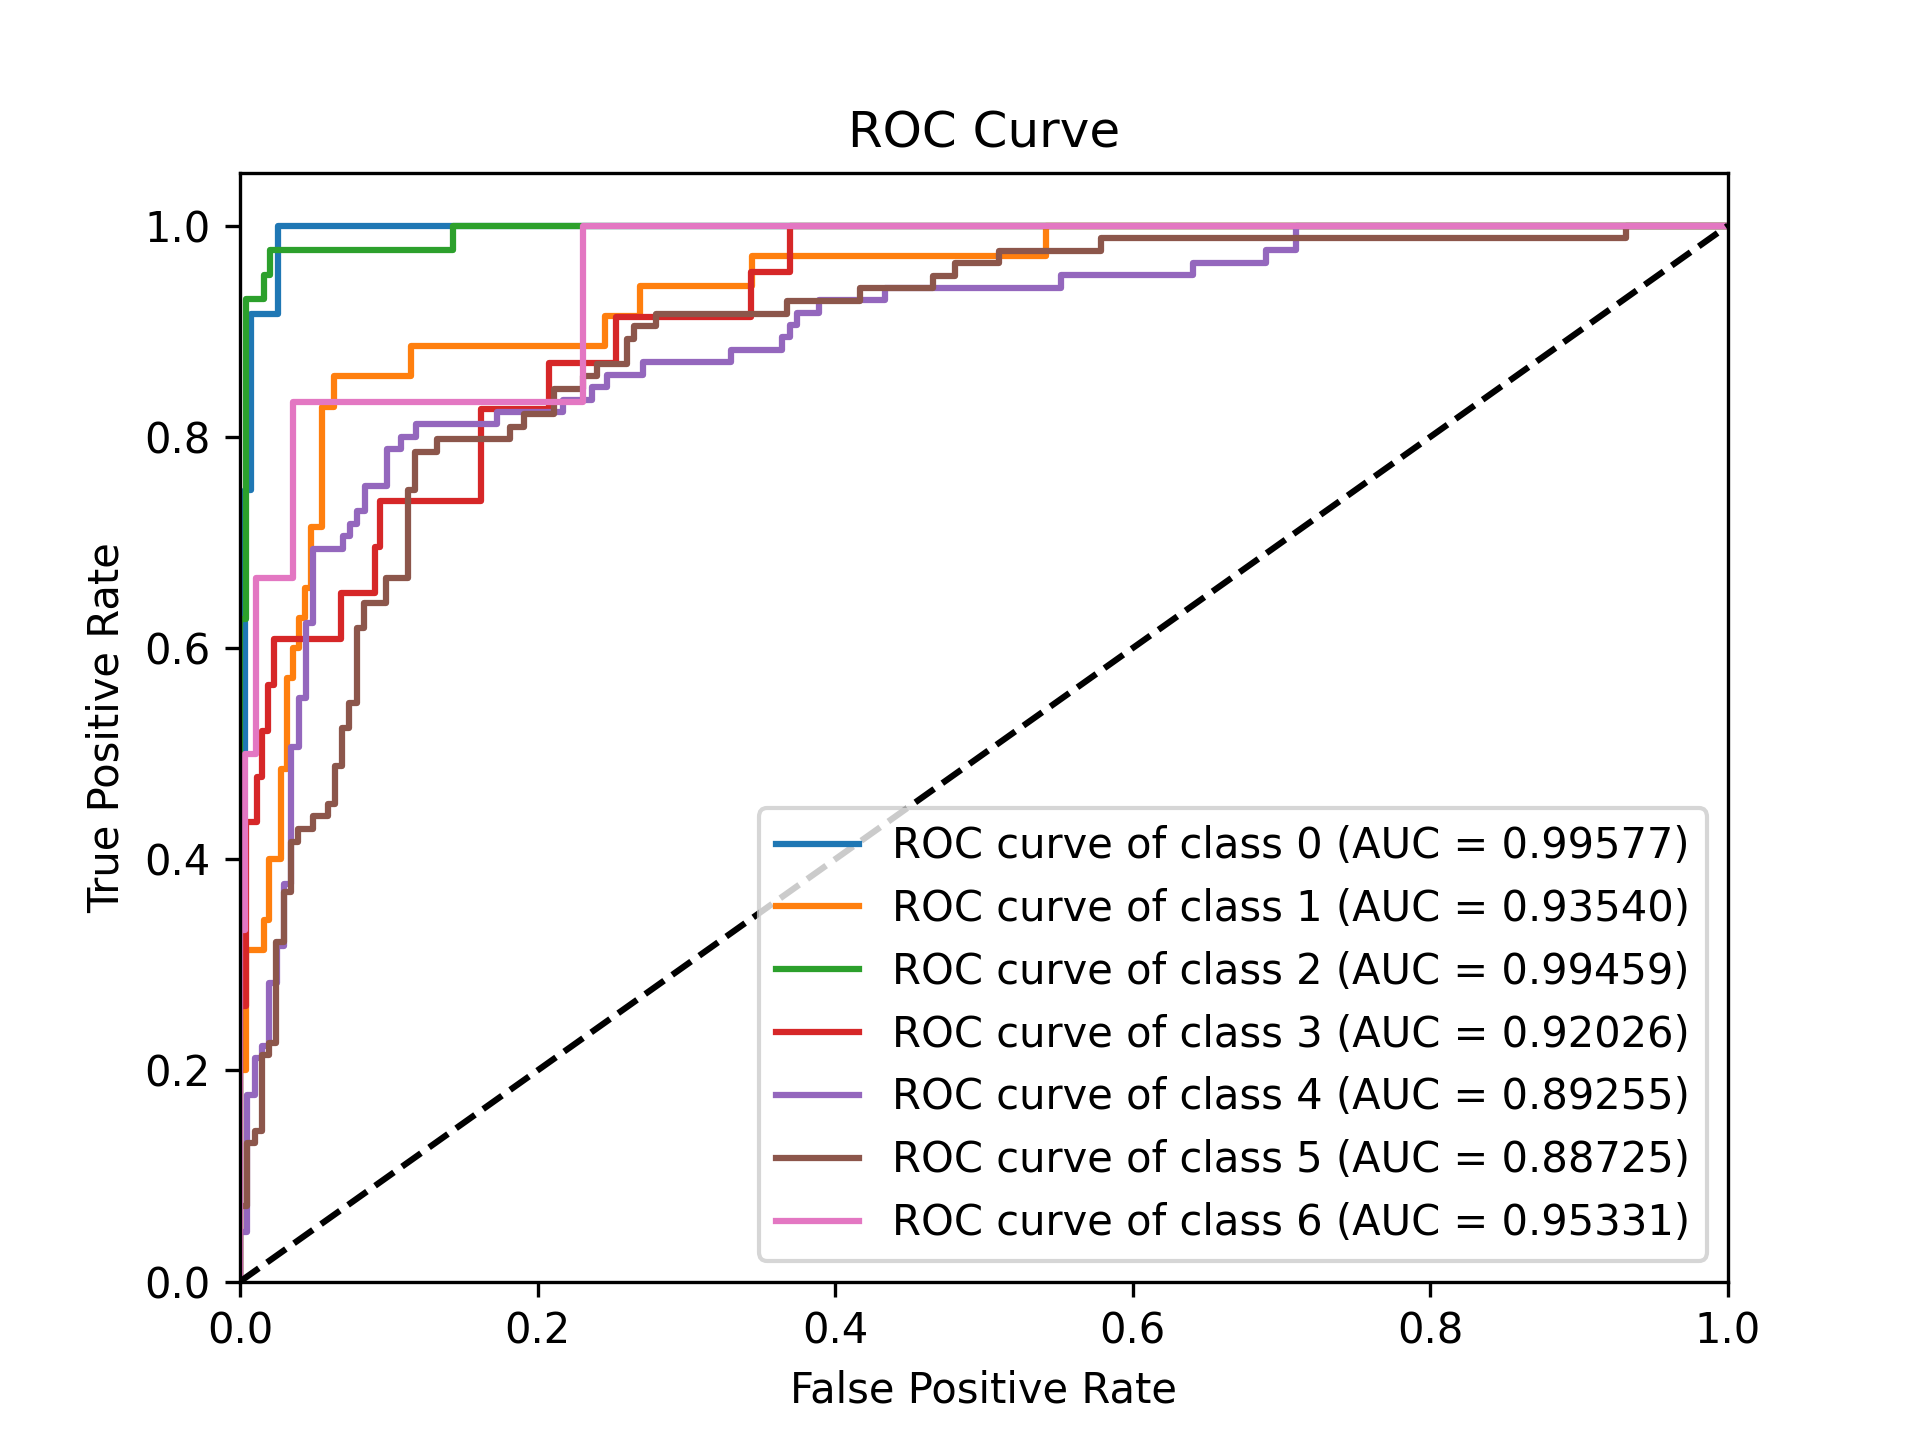 ROC Curve
1.0
0.8
0.6
0.4
0.2
0.0
True Positive Rate
ROC curve of class 0 (AUC = 0.99577)
ROC curve of class 1 (AUC = 0.93540)
ROC curve of class 2 (AUC = 0.99459)
ROC curve of class 3 (AUC = 0.92026)
ROC curve of class 4 (AUC = 0.89255)
ROC curve of class 5 (AUC = 0.88725)
ROC curve of class 6 (AUC = 0.95331)
0.0 0.2 0.4 0.6 0.8 1.0
False Positive Rate